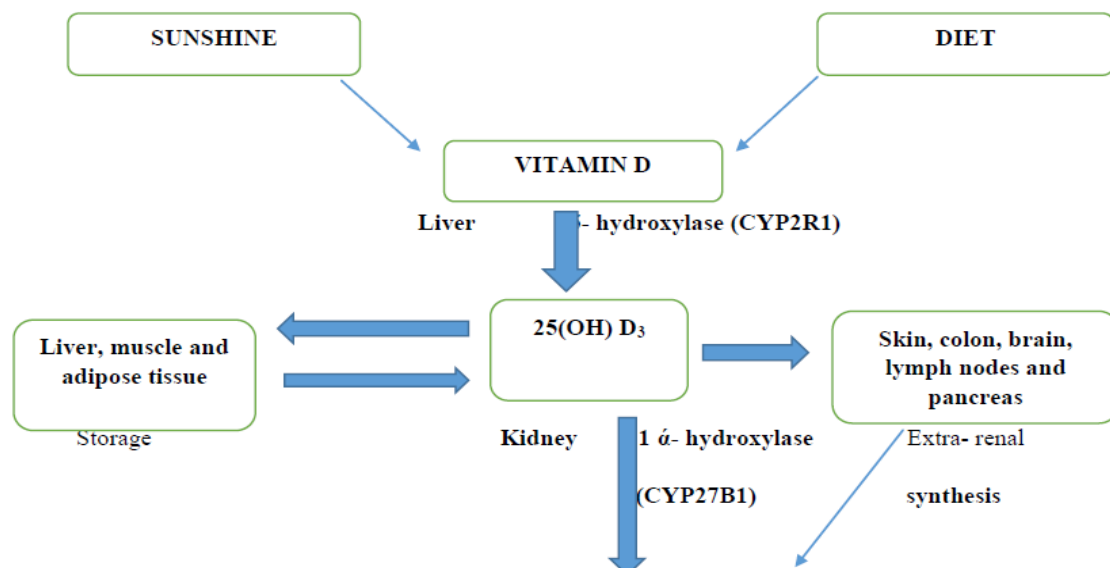 SUNSHINE
DIET
VITAMIN D
Liver
- hydroxylase (CYP2R1)
25(OH) D₃
Liver, muscle and
adipose tissue
Storage
Skin, colon, brain,
lymph nodes and
pancreas
Kidney
1 ά- hydroxylase
(CYP27B1)
Extra- renal
synthesis